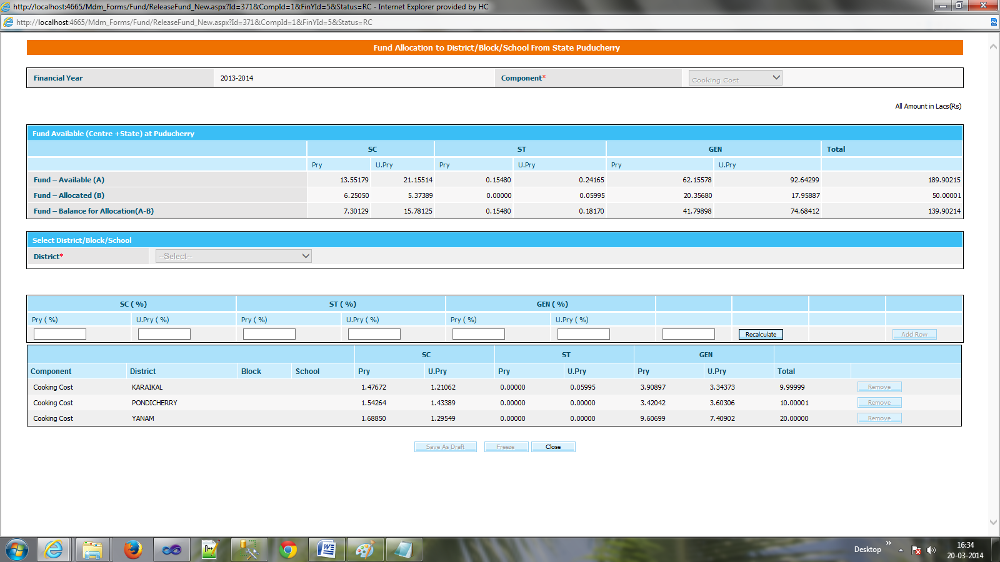 http://localhost:4665/Mdm_Forms/Fund/ReleaseFund_New.aspx?Id=371&CompId=1&FinYId=5&Status=RC - Internet Explorer provided by HC
http://localhost:4665/Mdm_Forms/Fund/ReleaseFund_New.aspx?Id=371&CompId=1&FinYId=5&Status=RC
Fund Allocation to District/Block/School From State Puducherry
Financial Year 2013-2014 Component* Cooking Cost
All Amount in Lacs(Rs)
Fund Available (Centre +State) at Puducherry
SC ST GEN Total
Pry U.Pry Pry U.Pry Pry U.Pry
Fund – Available (A) 13.55179 21.15514 0.15480 0.24165 62.15578 92.64299 189.90215
Fund – Allocated (B) 6.25050 5.37389 0.00000 0.05995 20.35680 17.95887 50.00001
Fund – Balance for Allocation(A-B) 7.30129 15.78125 0.15480 0.18170 41.79898 74.68412 139.90214
Select District/Block/School
District* --Select--
SC ( %) ST ( %) GEN ( %)
Pry ( %) U.Pry ( %) Pry ( %) U.Pry ( %) Pry ( %) U.Pry ( %)
Recalculate Add Row
SC ST GEN
Component District Block School Pry U.Pry Pry U.Pry Pry U.Pry Total
Cooking Cost KARAIKAL 1.47672 1.21062 0.00000 0.05995 3.90897 3.34373 9.99999 Remove
Cooking Cost PONDICHERRY 1.54264 1.43389 0.00000 0.00000 3.42042 3.60306 10.00001 Remove
Cooking Cost YANAM 1.68850 1.29549 0.00000 0.00000 9.60699 7.40902 20.00000 Remove
Save As Draft Freeze Close
Desktop » 16:34
20-03-2014